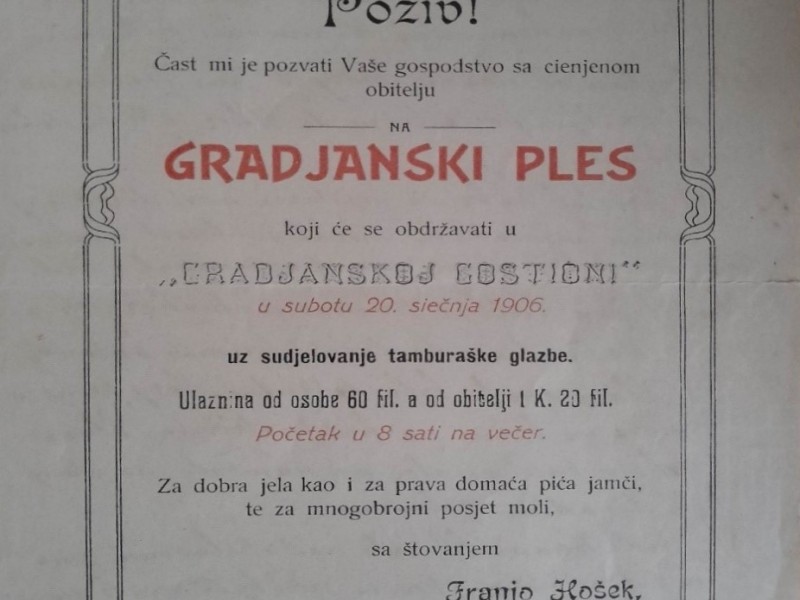 Poziv!
Čast mi je pozvati Vaše gospodstvo sa cienjenom
obitelju
NA
GRADJANSKI PLES
koji će se obdržavati u
„GRADJANSKOJ GOSTIONI“
u subotu 20. siečnja 1906.
uz sudjelovanje tamburaške glazbe.
Ulaznina od osobe 60 fil. a od obitelji 1 K. 20 fil.
Početak u 8 sati na večer.
Za dobra jela kao i za prava domaća pića jamči,
te za mnogobrojni posjet moli,
sa štovanjem
Franjo Hošek,